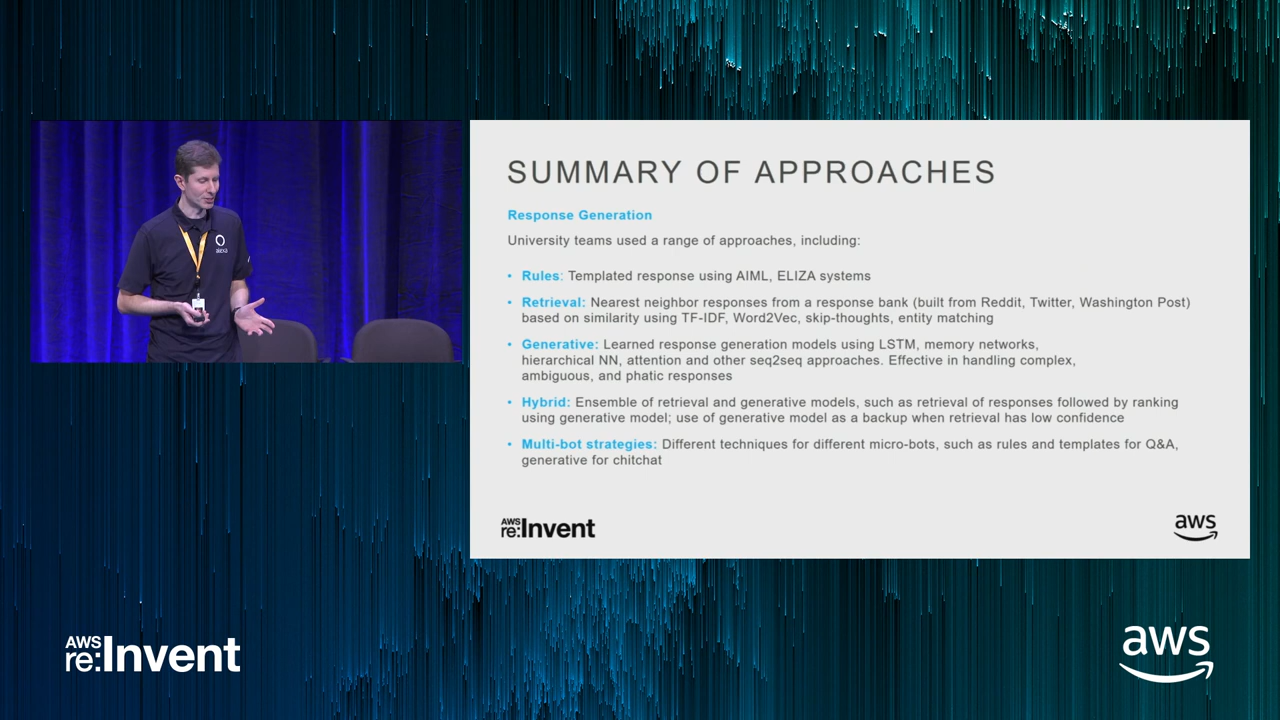 alexa
SUMMARY OF APPROACHES
Response Generation
University teams used a range of approaches, including:
• Rules: Templated response using AIML, ELIZA systems
• Retrieval: Nearest neighbor responses from a response bank (built from Reddit, Twitter, Washington Post)
based on similarity using TF-IDF, Word2Vec, skip-thoughts, entity matching
• Generative: Learned response generation models using LSTM, memory networks,
hierarchical NN, attention and other seq2seq approaches. Effective in handling complex,
ambiguous, and phatic responses
• Hybrid: Ensemble of retrieval and generative models, such as retrieval of responses followed by ranking
using generative model; use of generative model as a backup when retrieval has low confidence
• Multi-bot strategies: Different techniques for different micro-bots, such as rules and templates for Q&A,
generative for chitchat
AWS
re:Invent
aws
AWS
re:Invent
aws